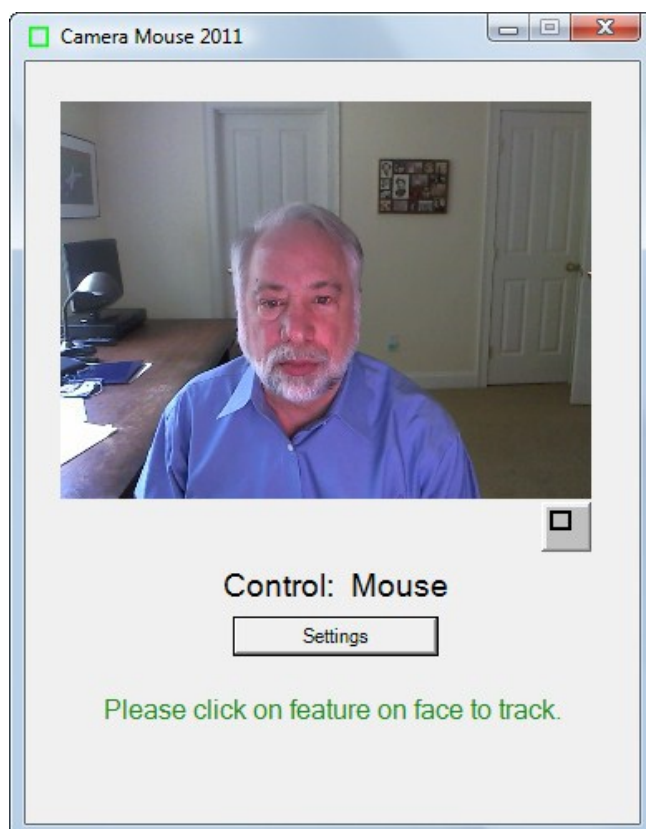 Camera Mouse 2011
Control: Mouse
Settings
Please click on feature on face to track.